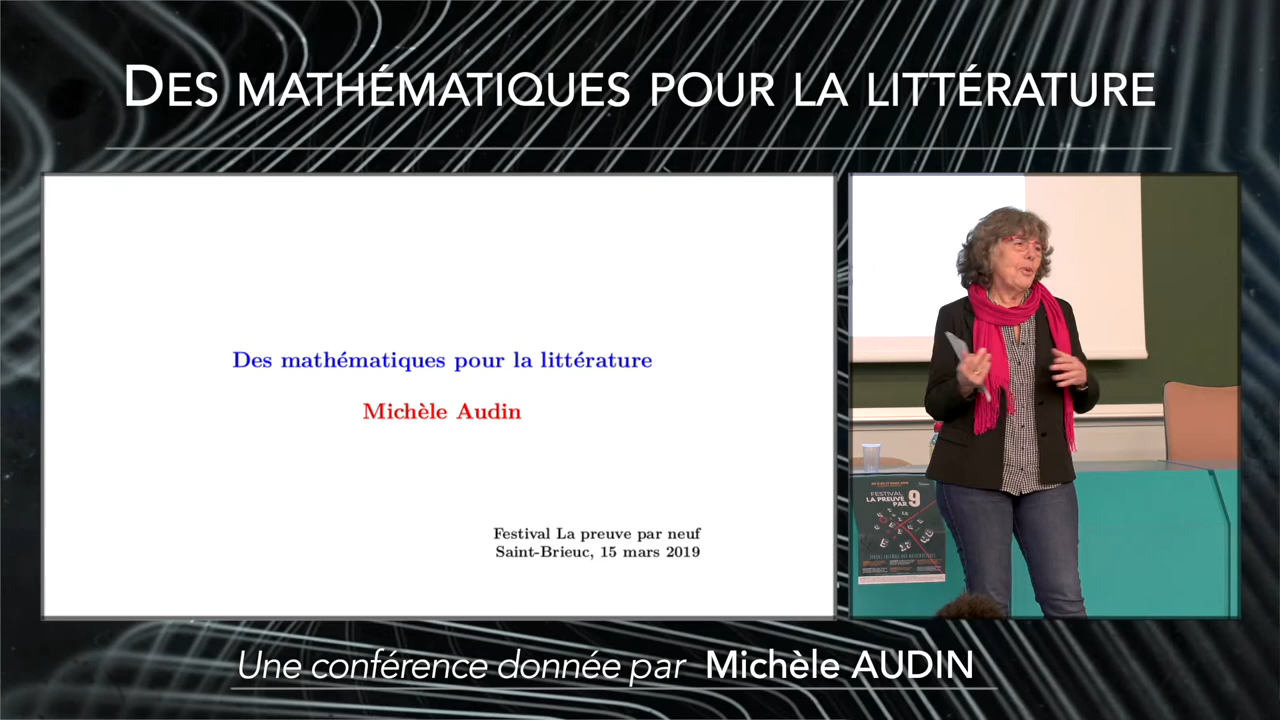 DES MATHÉMATIQUES POUR LA LITTÉRATURE
Des mathématiques pour la littérature
Michèle Audin
Festival La preuve par neuf
Saint-Brieuc, 15 mars 2019
FESTIVAL
LA PREUVE
PAR 9
Une conférence donnée par Michèle AUDIN